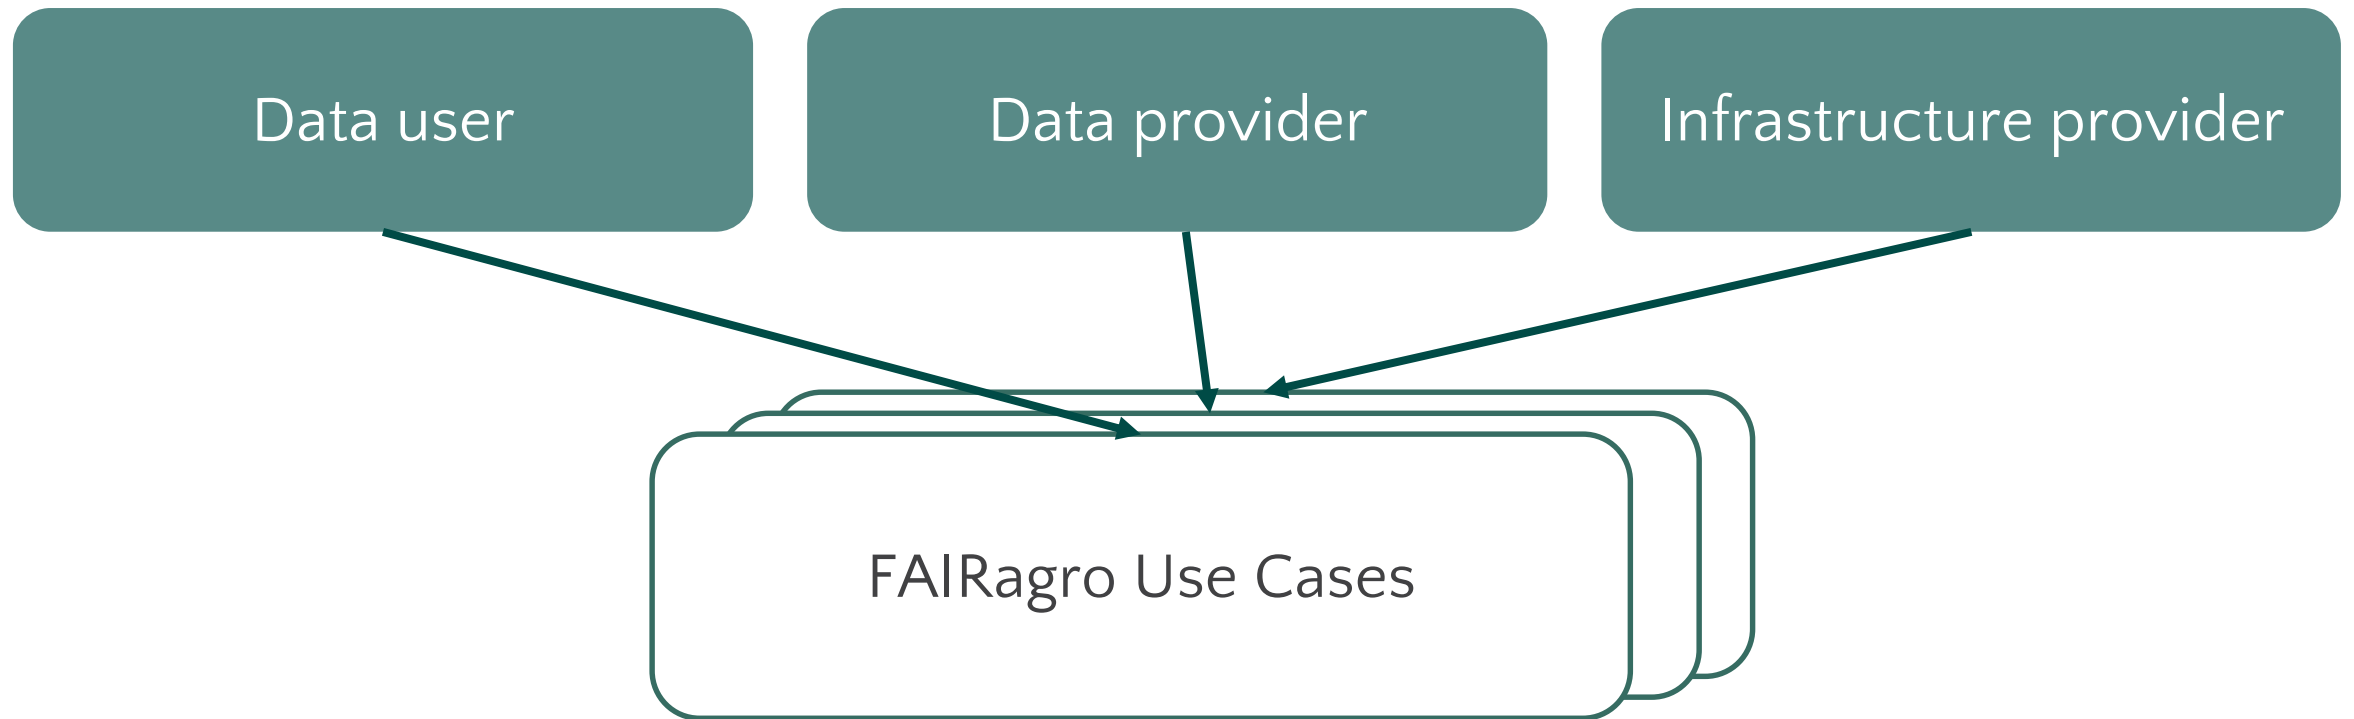 Data user
Data provider
Infrastructure provider
FAIRagro Use Cases